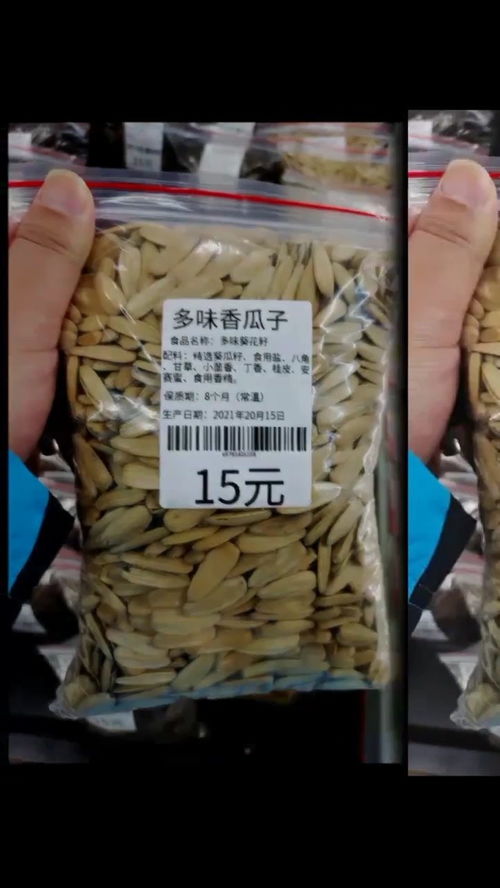 多味香瓜子
食品名称：多味葵花籽
配料：精选葵瓜籽、食用盐、八角
、甘草、小茴香、丁香、桂皮、安
赛蜜、食用香精。
保质期：8个月（常温）
生产日期：2021年20月15日
15元